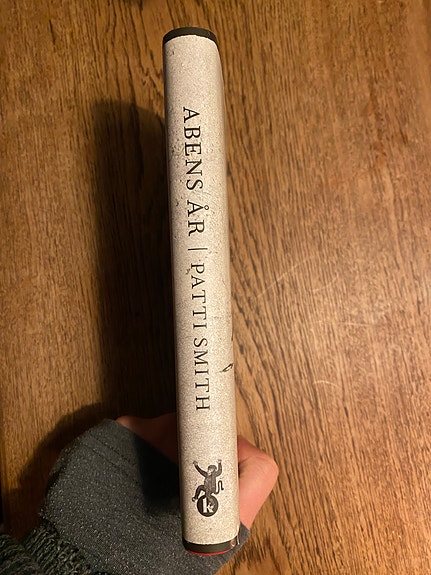 ABENS ÅR | PATTI SMITH
k